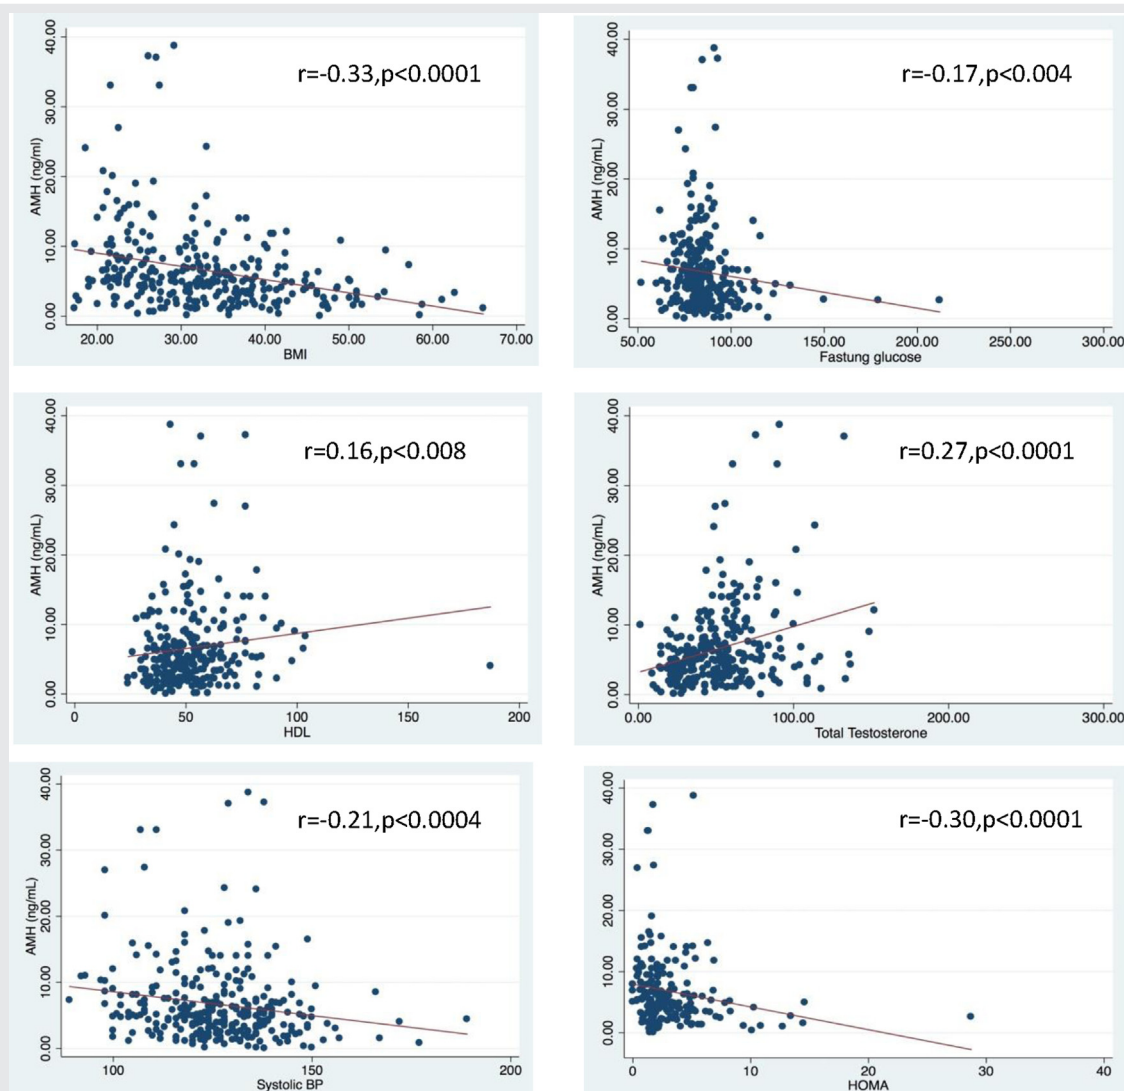 40.00
30.00
20.00
10.00
0.00
AMH (ng/ml)
r=-0.33,p<0.0001
20.00 30.00 40.00 50.00 60.00 70.00
BMI
40.00
30.00
20.00
10.00
0.00
AMH (ng/mL)
r=-0.17,p<0.004
50.00 100.00 150.00 200.00 250.00 300.00
Fastung glucose
40.00
30.00
20.00
10.00
0.00
AMH (ng/mL)
r=0.16,p<0.008
0 50 100 150 200
HDL
40.00
30.00
20.00
10.00
0.00
AMH (ng/mL)
r=0.27,p<0.0001
0.00 100.00 200.00 300.00
Total Testosterone
40.00
30.00
20.00
10.00
0.00
AMH (ng/mL)
r=-0.21,p<0.0004
100 150 200
Systolic BP
40.00
30.00
20.00
10.00
0.00
AMH (ng/mL)
r=-0.30,p<0.0001
0 10 20 30 40
HOMA